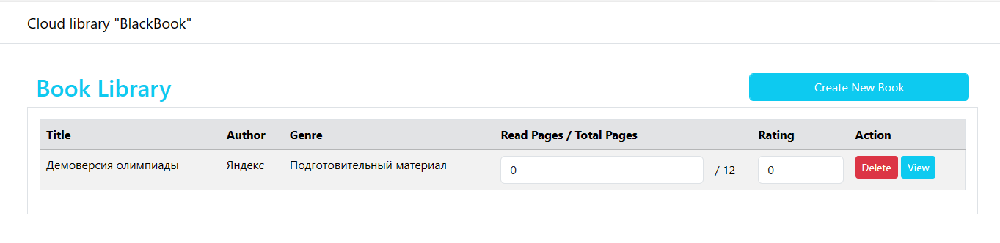 Cloud library "BlackBook"
Book Library
Create New Book
Title Author Genre Read Pages / Total Pages Rating Action
Демоверсия олимпиады Яндекс Подготовительный материал 0 / 12 0 Delete View